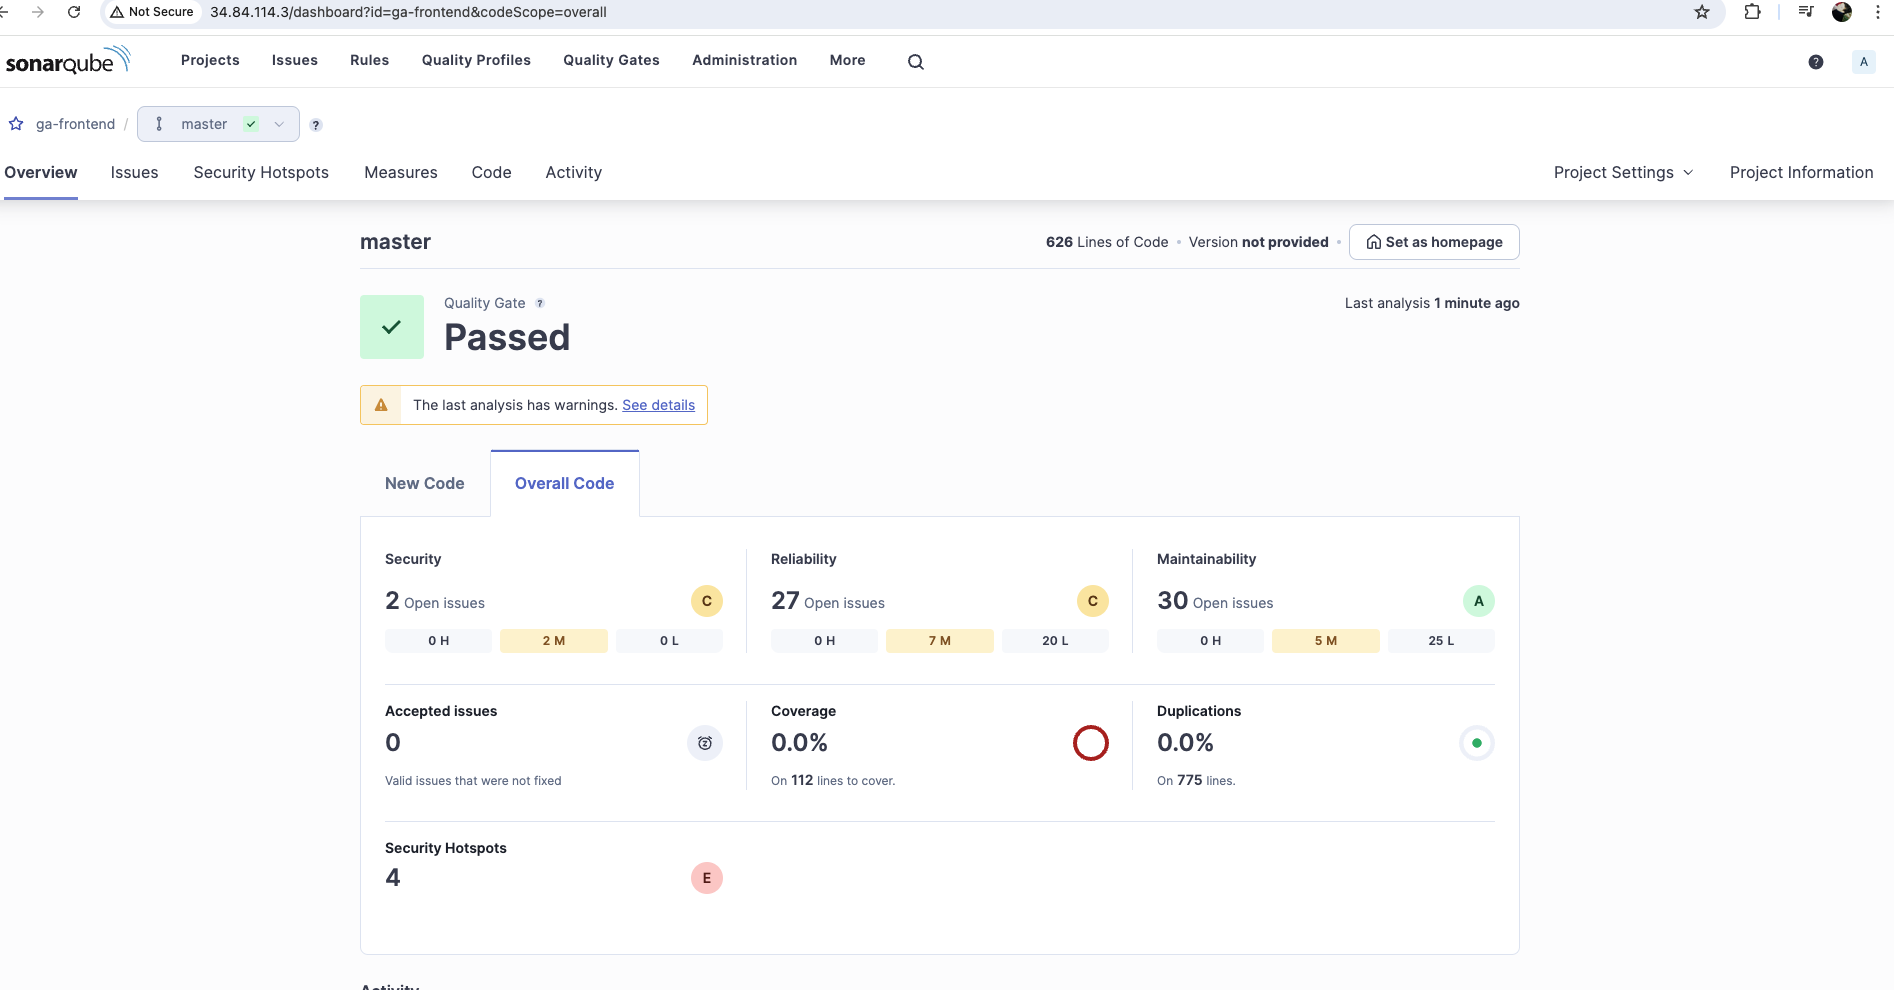 Not Secure 34.84.114.3/dashboard?id=ga-frontend&codeScope=overall
sonarqube Projects Issues Rules Quality Profiles Quality Gates Administration More ? A
ga-frontend / master ?
Overview Issues Security Hotspots Measures Code Activity Project Settings Project Information
master 626 Lines of Code • Version not provided • Set as homepage
Quality Gate ? Last analysis 1 minute ago
Passed
The last analysis has warnings. See details
New Code Overall Code
Security Reliability Maintainability
2 Open issues C 27 Open issues C 30 Open issues A
0 H 2 M 0 L 0 H 7 M 20 L 0 H 5 M 25 L
Accepted issues Coverage Duplications
0 0.0% 0.0%
Valid issues that were not fixed On 112 lines to cover. On 775 lines.
Security Hotspots
4 E
Activity